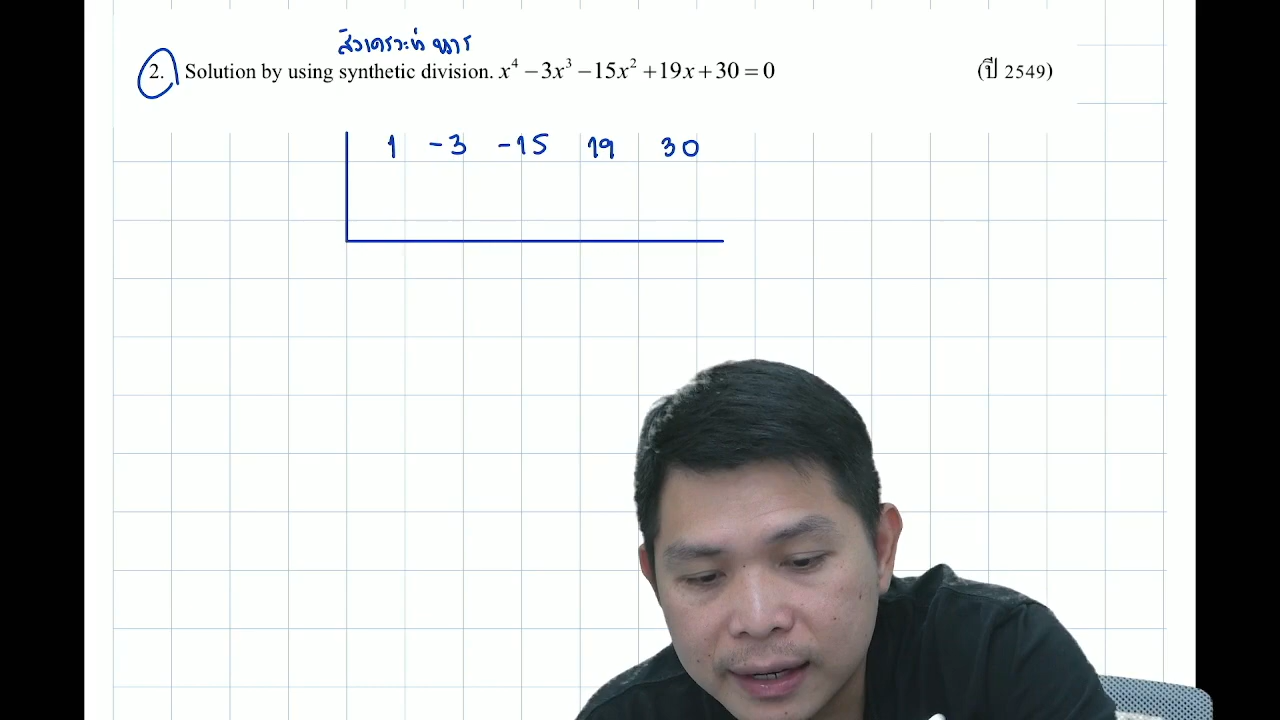 สังเคราะห์ หาร
2. Solution by using synthetic division. x⁴ − 3x³ − 15x² + 19x + 30 = 0 (ปี 2549)
1 -3 -15 19 30